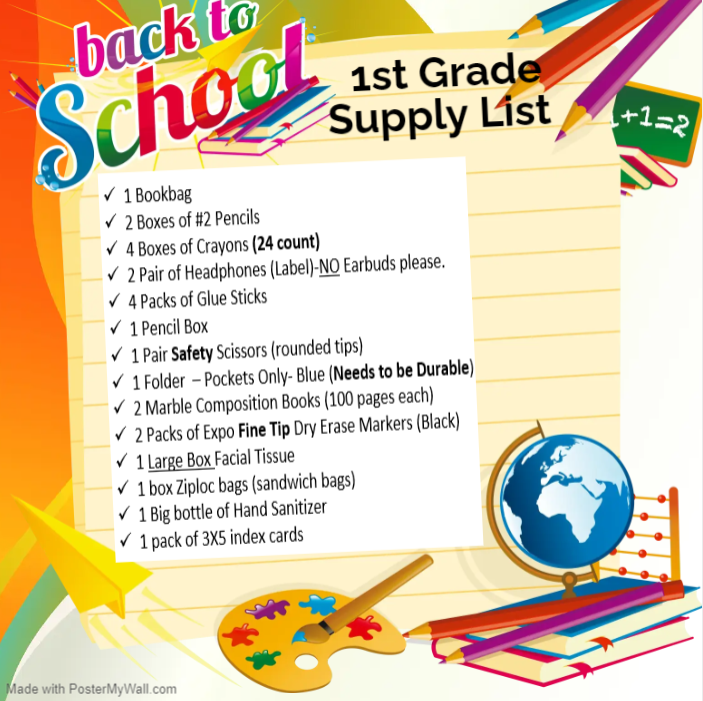 back to
School
1st Grade
Supply List
+1=2
✓ 1 Bookbag
✓ 2 Boxes of #2 Pencils
✓ 4 Boxes of Crayons (24 count)
✓ 2 Pair of Headphones (Label)-NO Earbuds please.
✓ 4 Packs of Glue Sticks
✓ 1 Pencil Box
✓ 1 Pair Safety Scissors (rounded tips)
✓ 1 Folder – Pockets Only- Blue (Needs to be Durable)
✓ 2 Marble Composition Books (100 pages each)
✓ 2 Packs of Expo Fine Tip Dry Erase Markers (Black)
✓ 1 Large Box Facial Tissue
✓ 1 box Ziploc bags (sandwich bags)
✓ 1 Big bottle of Hand Sanitizer
✓ 1 pack of 3X5 index cards
Made with PosterMyWall.com